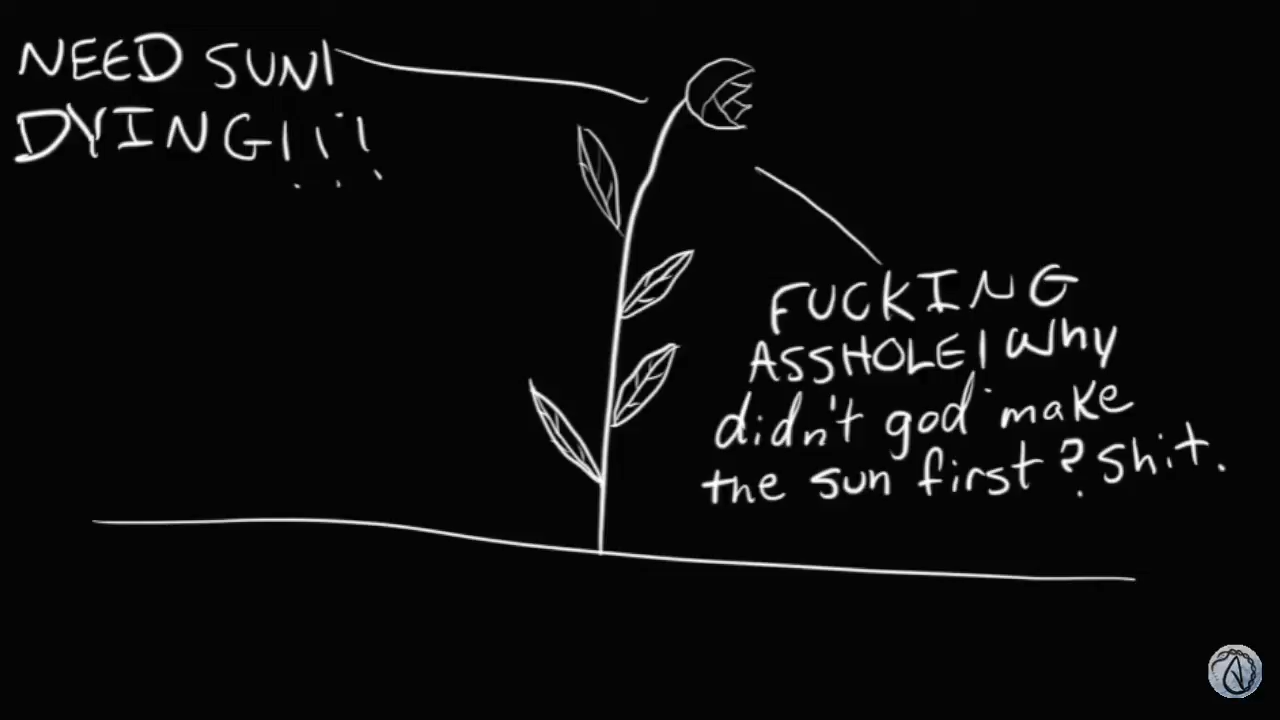 NEED SUN!
DYING!!!!
FUCKING
ASSHOLE! Why
didn't god make
the sun first? Shit.